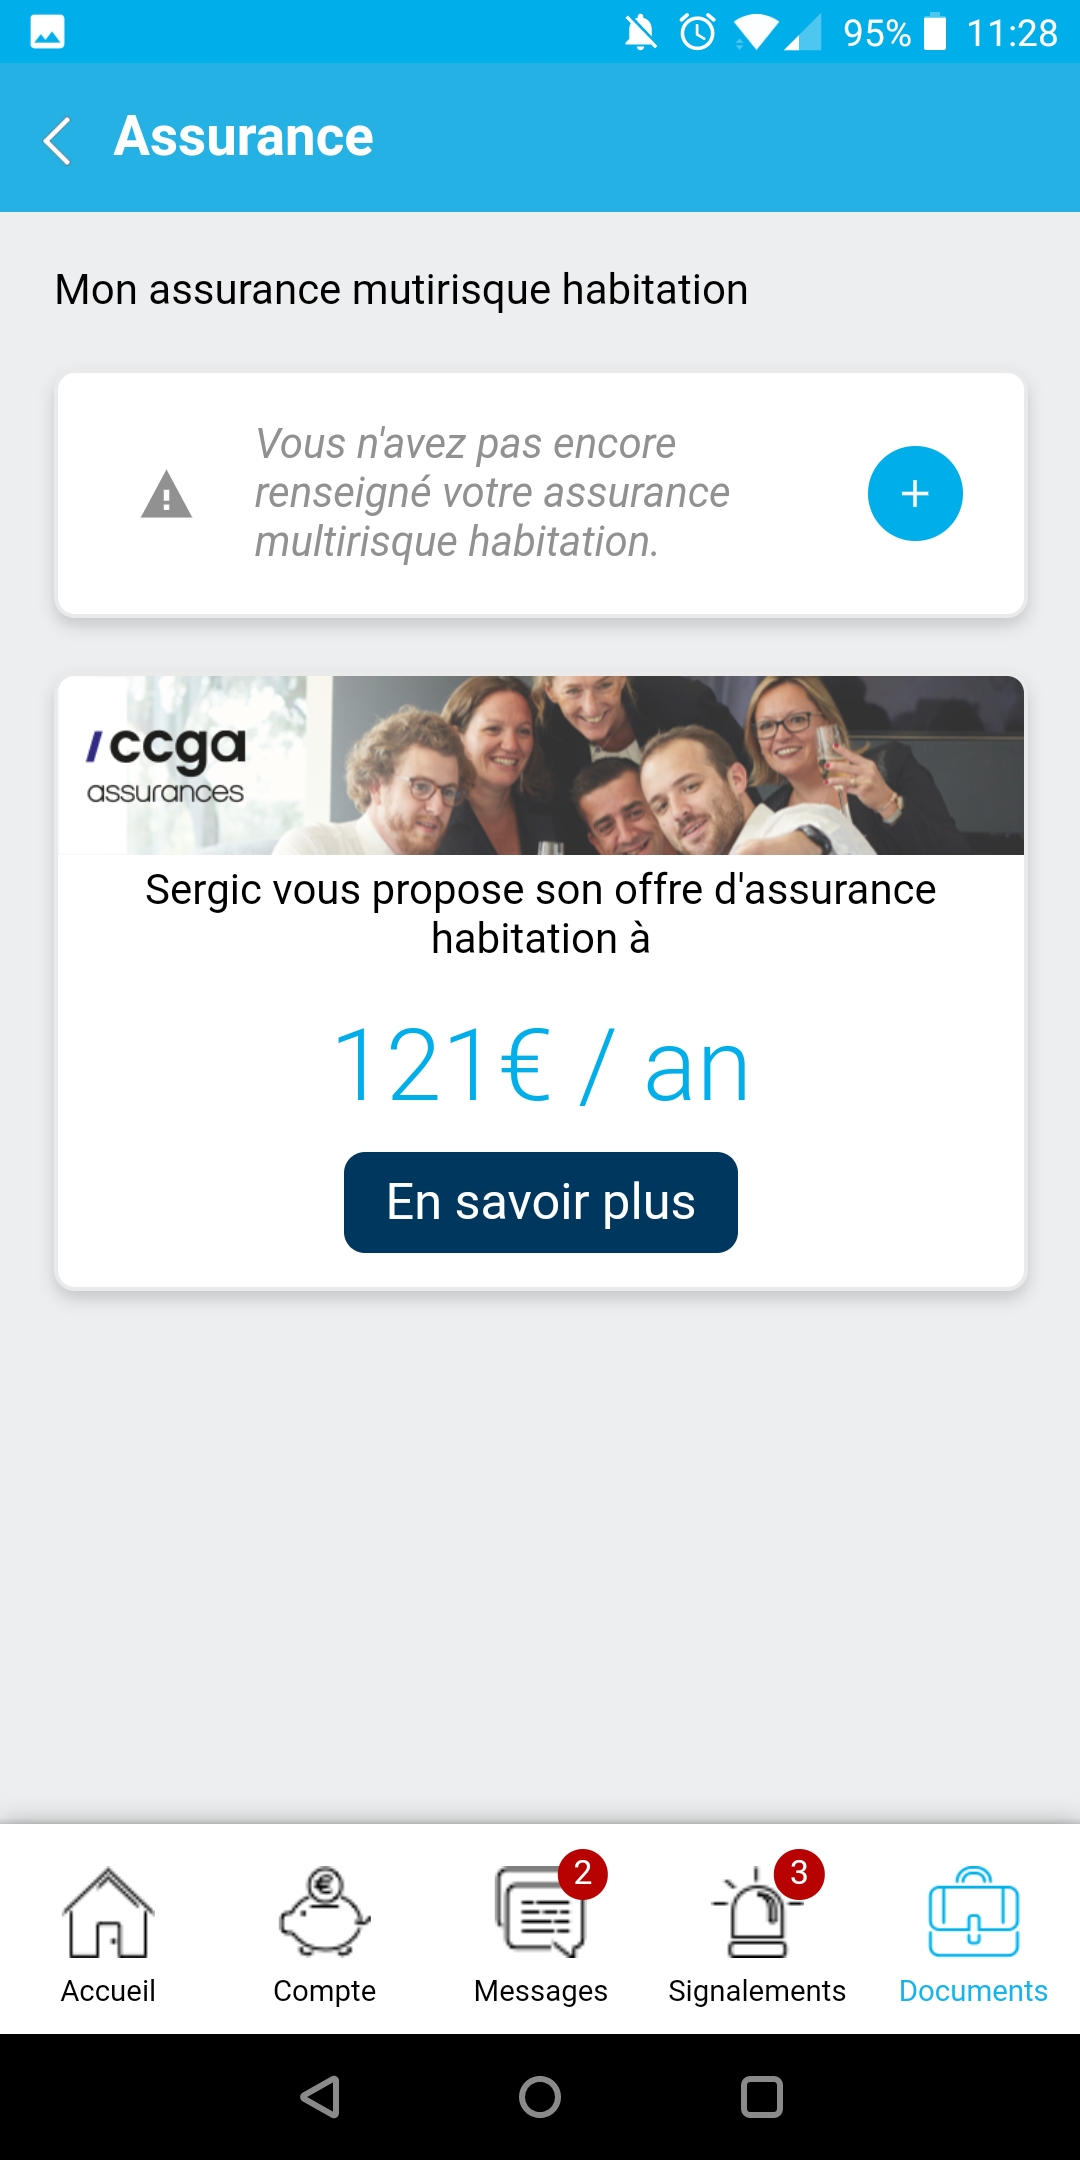 95% 11:28
Assurance
Mon assurance mutirisque habitation
Vous n'avez pas encore
renseigné votre assurance
multirisque habitation.
+
ccga
assurances
Sergic vous propose son offre d'assurance
habitation à
121€ / an
En savoir plus
2
3
Accueil
Compte
Messages
Signalements
Documents